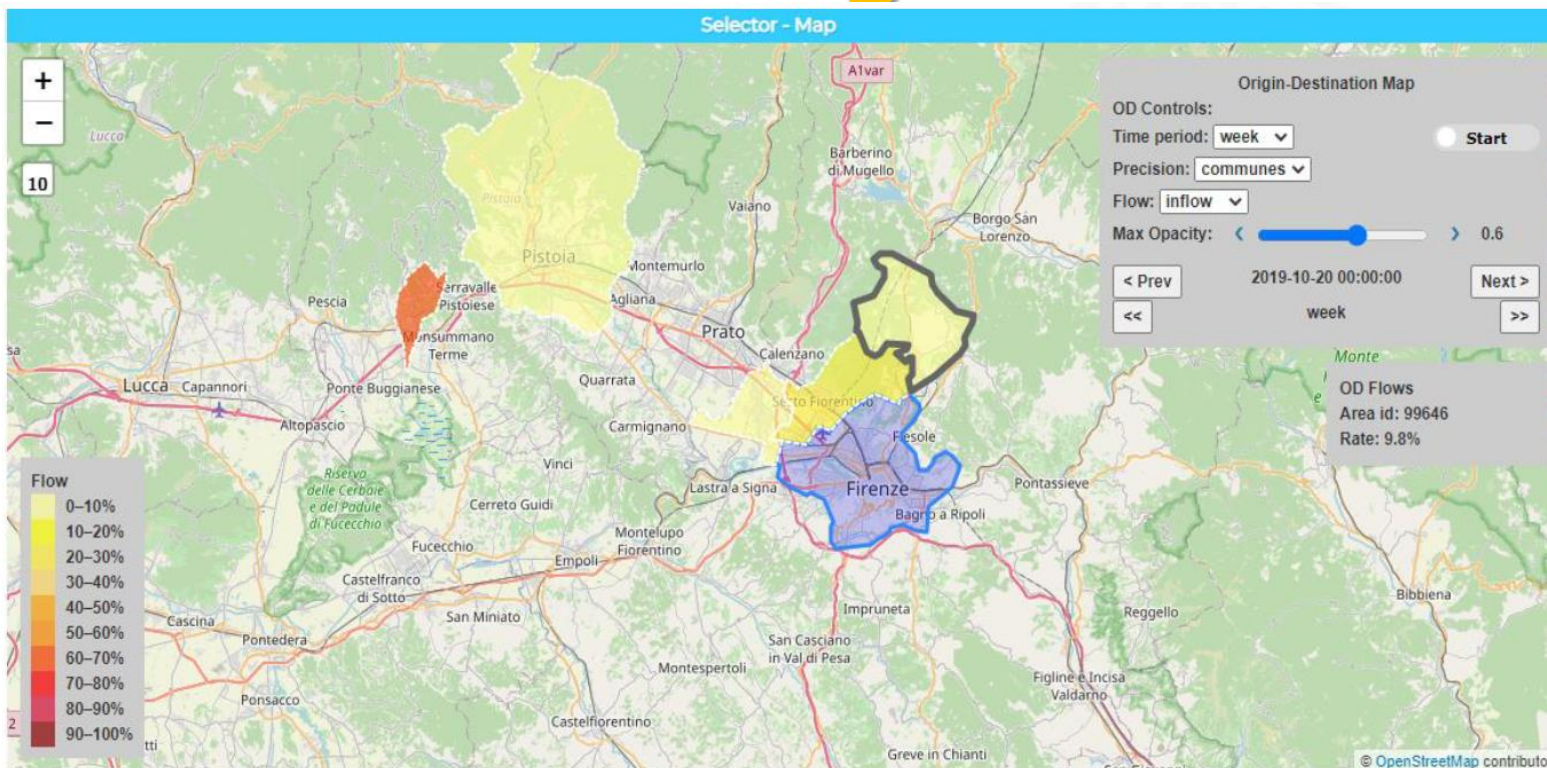 Selector - Map
+
−
10
Origin-Destination Map
OD Controls:
Time period: week
Start
Precision: communes
Flow: inflow
Max Opacity: < > 0.6
< Prev 2019-10-20 00:00:00 Next >
<< week >>
OD Flows
Area id: 99646
Rate: 9.8%
Flow
0–10%
10–20%
20–30%
30–40%
40–50%
50–60%
60–70%
70–80%
80–90%
90–100%
A1var
Lucca
Barberino
di Mugello
Vaiano
Borgo San
Lorenzo
Pistoia
Pistoia
Montemurlo
Serravalle
Pistoiese
Pescia
Agliana
Prato
Monsummano
Terme
Calenzano
Monte
Lucca
Capannori
Ponte Buggianese
Quarrata
Sesto Fiorentino
Altopascio
Carmignano
Fiesole
Vinci
Riserva
delle Cerbaie
e del Padule
di Fucecchio
Lastra a Signa
Firenze
Pontassieve
Cerreto Guidi
Bagno a Ripoli
Montelupo
Fiorentino
Fucecchio
Empoli
Castelfranco
di Sotto
Bibbiena
Impruneta
Reggello
Cascina
San Miniato
Pontedera
San Casciano
in Val di Pesa
Montespertoli
Figline e Incisa
Valdarno
Ponsacco
2
Castelfiorentino
tti
Greve in Chianti
© OpenStreetMap contributo